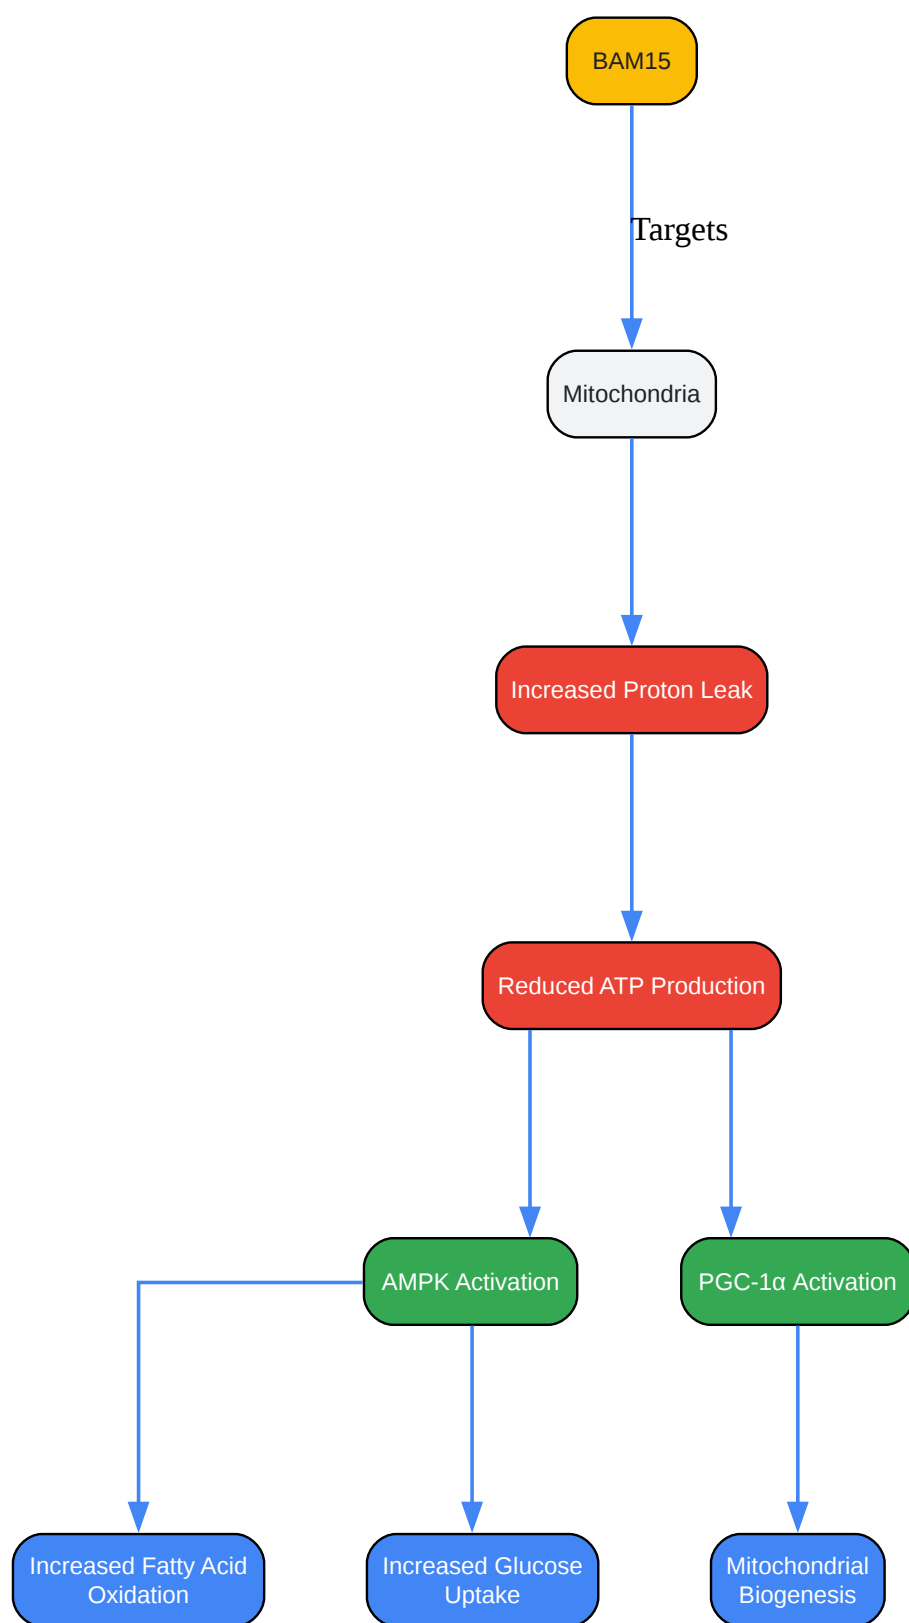 BAM15
Targets
Mitochondria
Increased Proton Leak
Reduced ATP Production
AMPK Activation
PGC-1α Activation
Increased Fatty Acid
Oxidation
Increased Glucose
Uptake
Mitochondrial
Biogenesis